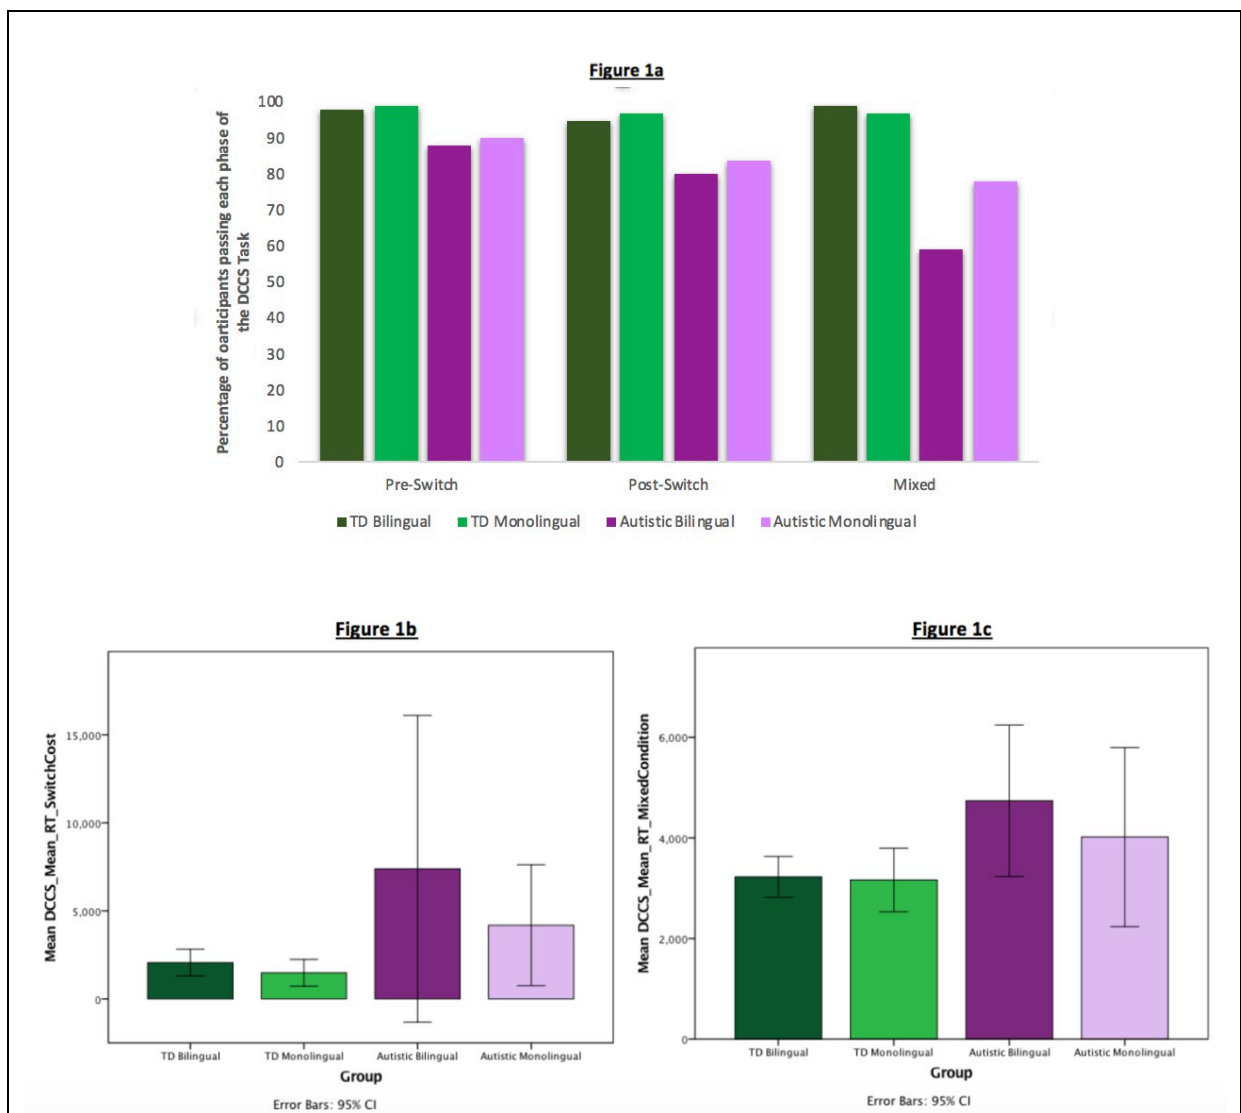 Figure 1a
Percentage of oarticipants passing each phase of
the DCCS Task
100
90
80
70
60
50
40
30
20
10
0
Pre-Switch Post-Switch Mixed
TD Bilingual TD Monolingual Autistic Bilingual Autistic Monolingual
Figure 1b
Mean DCCS_Mean_RT_SwitchCost
15,000
10,000
5,000
0
TD Bilingual TD Monolingual Autistic Bilingual Autistic Monolingual
Group
Error Bars: 95% CI
Figure 1c
Mean DCCS_Mean_RT_MixedCondition
6,000
4,000
2,000
0
TD Bilingual TD Monolingual Autistic Bilingual Autistic Monolingual
Group
Error Bars: 95% CI